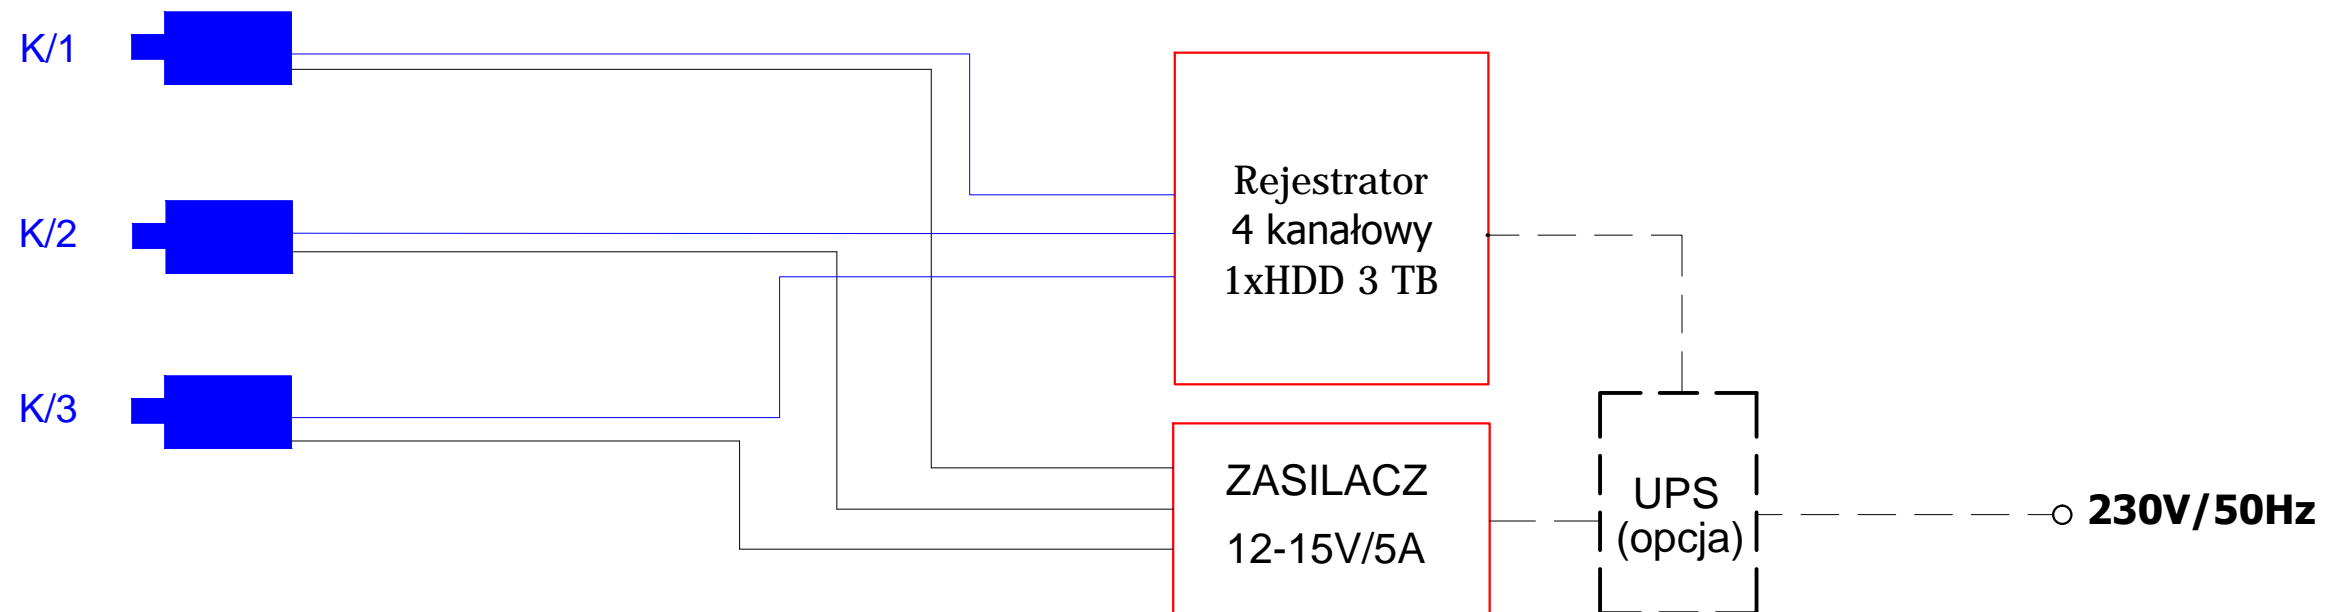 K/1
K/2
K/3
Rejestrator
4 kanałowy
1xHDD 3 TB
ZASILACZ
12-15V/5A
UPS
(opcja)
230V/50Hz